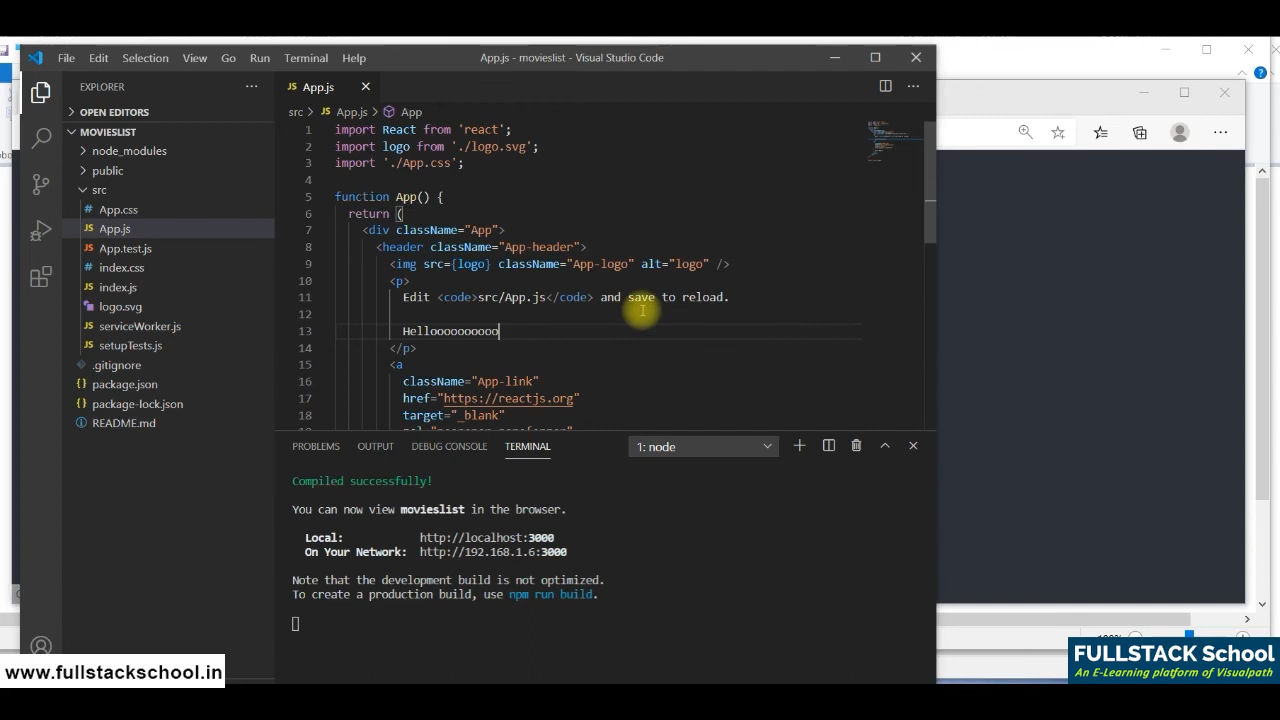 File Edit Selection View Go Run Terminal Help
App.js - movieslist - Visual Studio Code
EXPLORER
OPEN EDITORS
MOVIESLIST
node_modules
public
src
# App.css
JS App.js
JS App.test.js
# index.css
JS index.js
logo.svg
JS serviceWorker.js
JS setupTests.js
.gitignore
{} package.json
{} package-lock.json
README.md
JS App.js
src > JS App.js > App
1 import React from 'react';
2 import logo from './logo.svg';
3 import './App.css';
4
5 function App() {
6 return (
7 <div className="App">
8 <header className="App-header">
9 <img src={logo} className="App-logo" alt="logo" />
10 <p>
11 Edit <code>src/App.js</code> and save to reload.
12
13 Helloooooooooo
14 </p>
15 <a
16 className="App-link"
17 href="https://reactjs.org"
18 target="_blank"
PROBLEMS OUTPUT DEBUG CONSOLE TERMINAL
1: node
Compiled successfully!
You can now view movieslist in the browser.
Local: http://localhost:3000
On Your Network: http://192.168.1.6:3000
Note that the development build is not optimized.
To create a production build, use npm run build.
www.fullstackschool.in
FULLSTACK School
An E-Learning platform of Visualpath